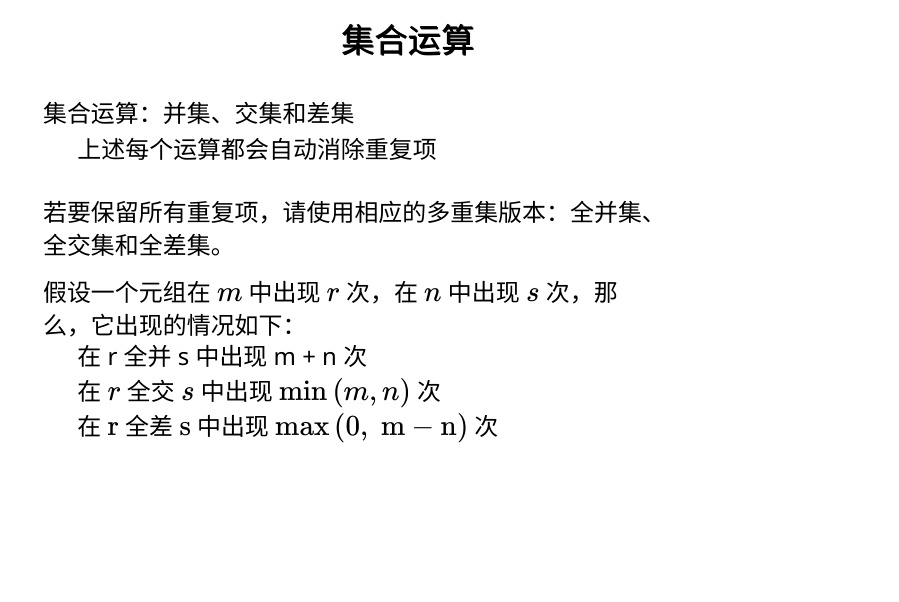 集合运算
集合运算：并集、交集和差集
上述每个运算都会自动消除重复项
若要保留所有重复项，请使用相应的多重集版本：全并集、
全交集和全差集。
假设一个元组在 m 中出现 r 次，在 n 中出现 s 次，那
么，它出现的情况如下：
在 r 全并 s 中出现 m + n 次
在 r 全交 s 中出现 min (m, n) 次
在 r 全差 s 中出现 max (0, m − n) 次